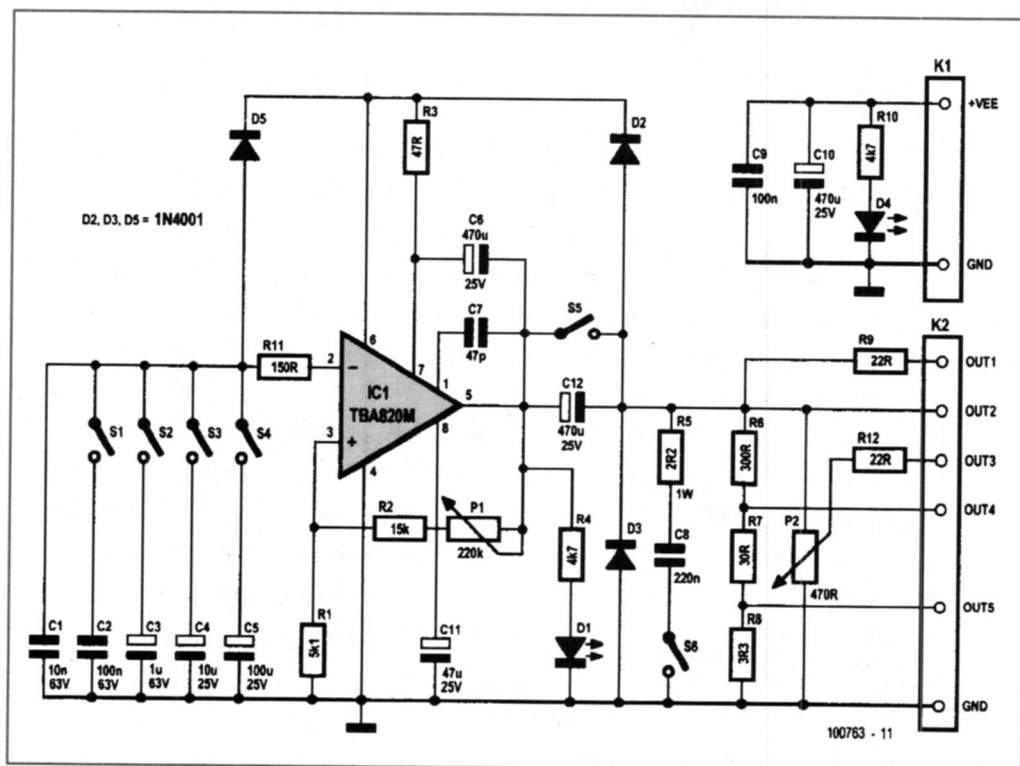 K1
+VEE
R10
4k7
C9
100n
C10
470u
25V
D4
GND
D5
R3
47R
D2
D2, D3, D5 = 1N4001
C6
470u
25V
C7
47p
S5
R11
150R
2
6
7
1
5
8
3
4
−
+
IC1
TBA820M
C12
470u
25V
K2
R9
22R
OUT1
OUT2
R12
22R
OUT3
OUT4
OUT5
GND
S1
S2
S3
S4
R5
2R2
1W
R6
300R
R7
30R
R8
3R3
P2
470R
R2
15k
P1
220k
R4
4k7
D3
C8
220n
S6
D1
R1
5k1
C11
47u
25V
C1
10n
63V
C2
100n
63V
C3
1u
63V
C4
10u
25V
C5
100u
25V
100763 - 11